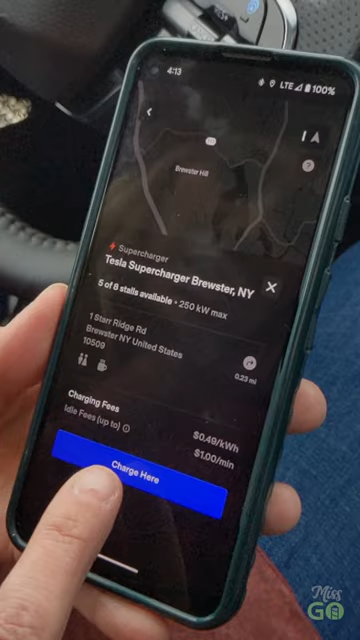 4:13
LTE 100%
Brewster Hill
Supercharger
Tesla Supercharger Brewster, NY
5 of 8 stalls available • 250 kW max
1 Starr Ridge Rd
Brewster NY United States
10509
0.23 mi
Charging Fees
$0.49/kWh
Idle Fees (up to)
$1.00/min
Charge Here
Miss
GO